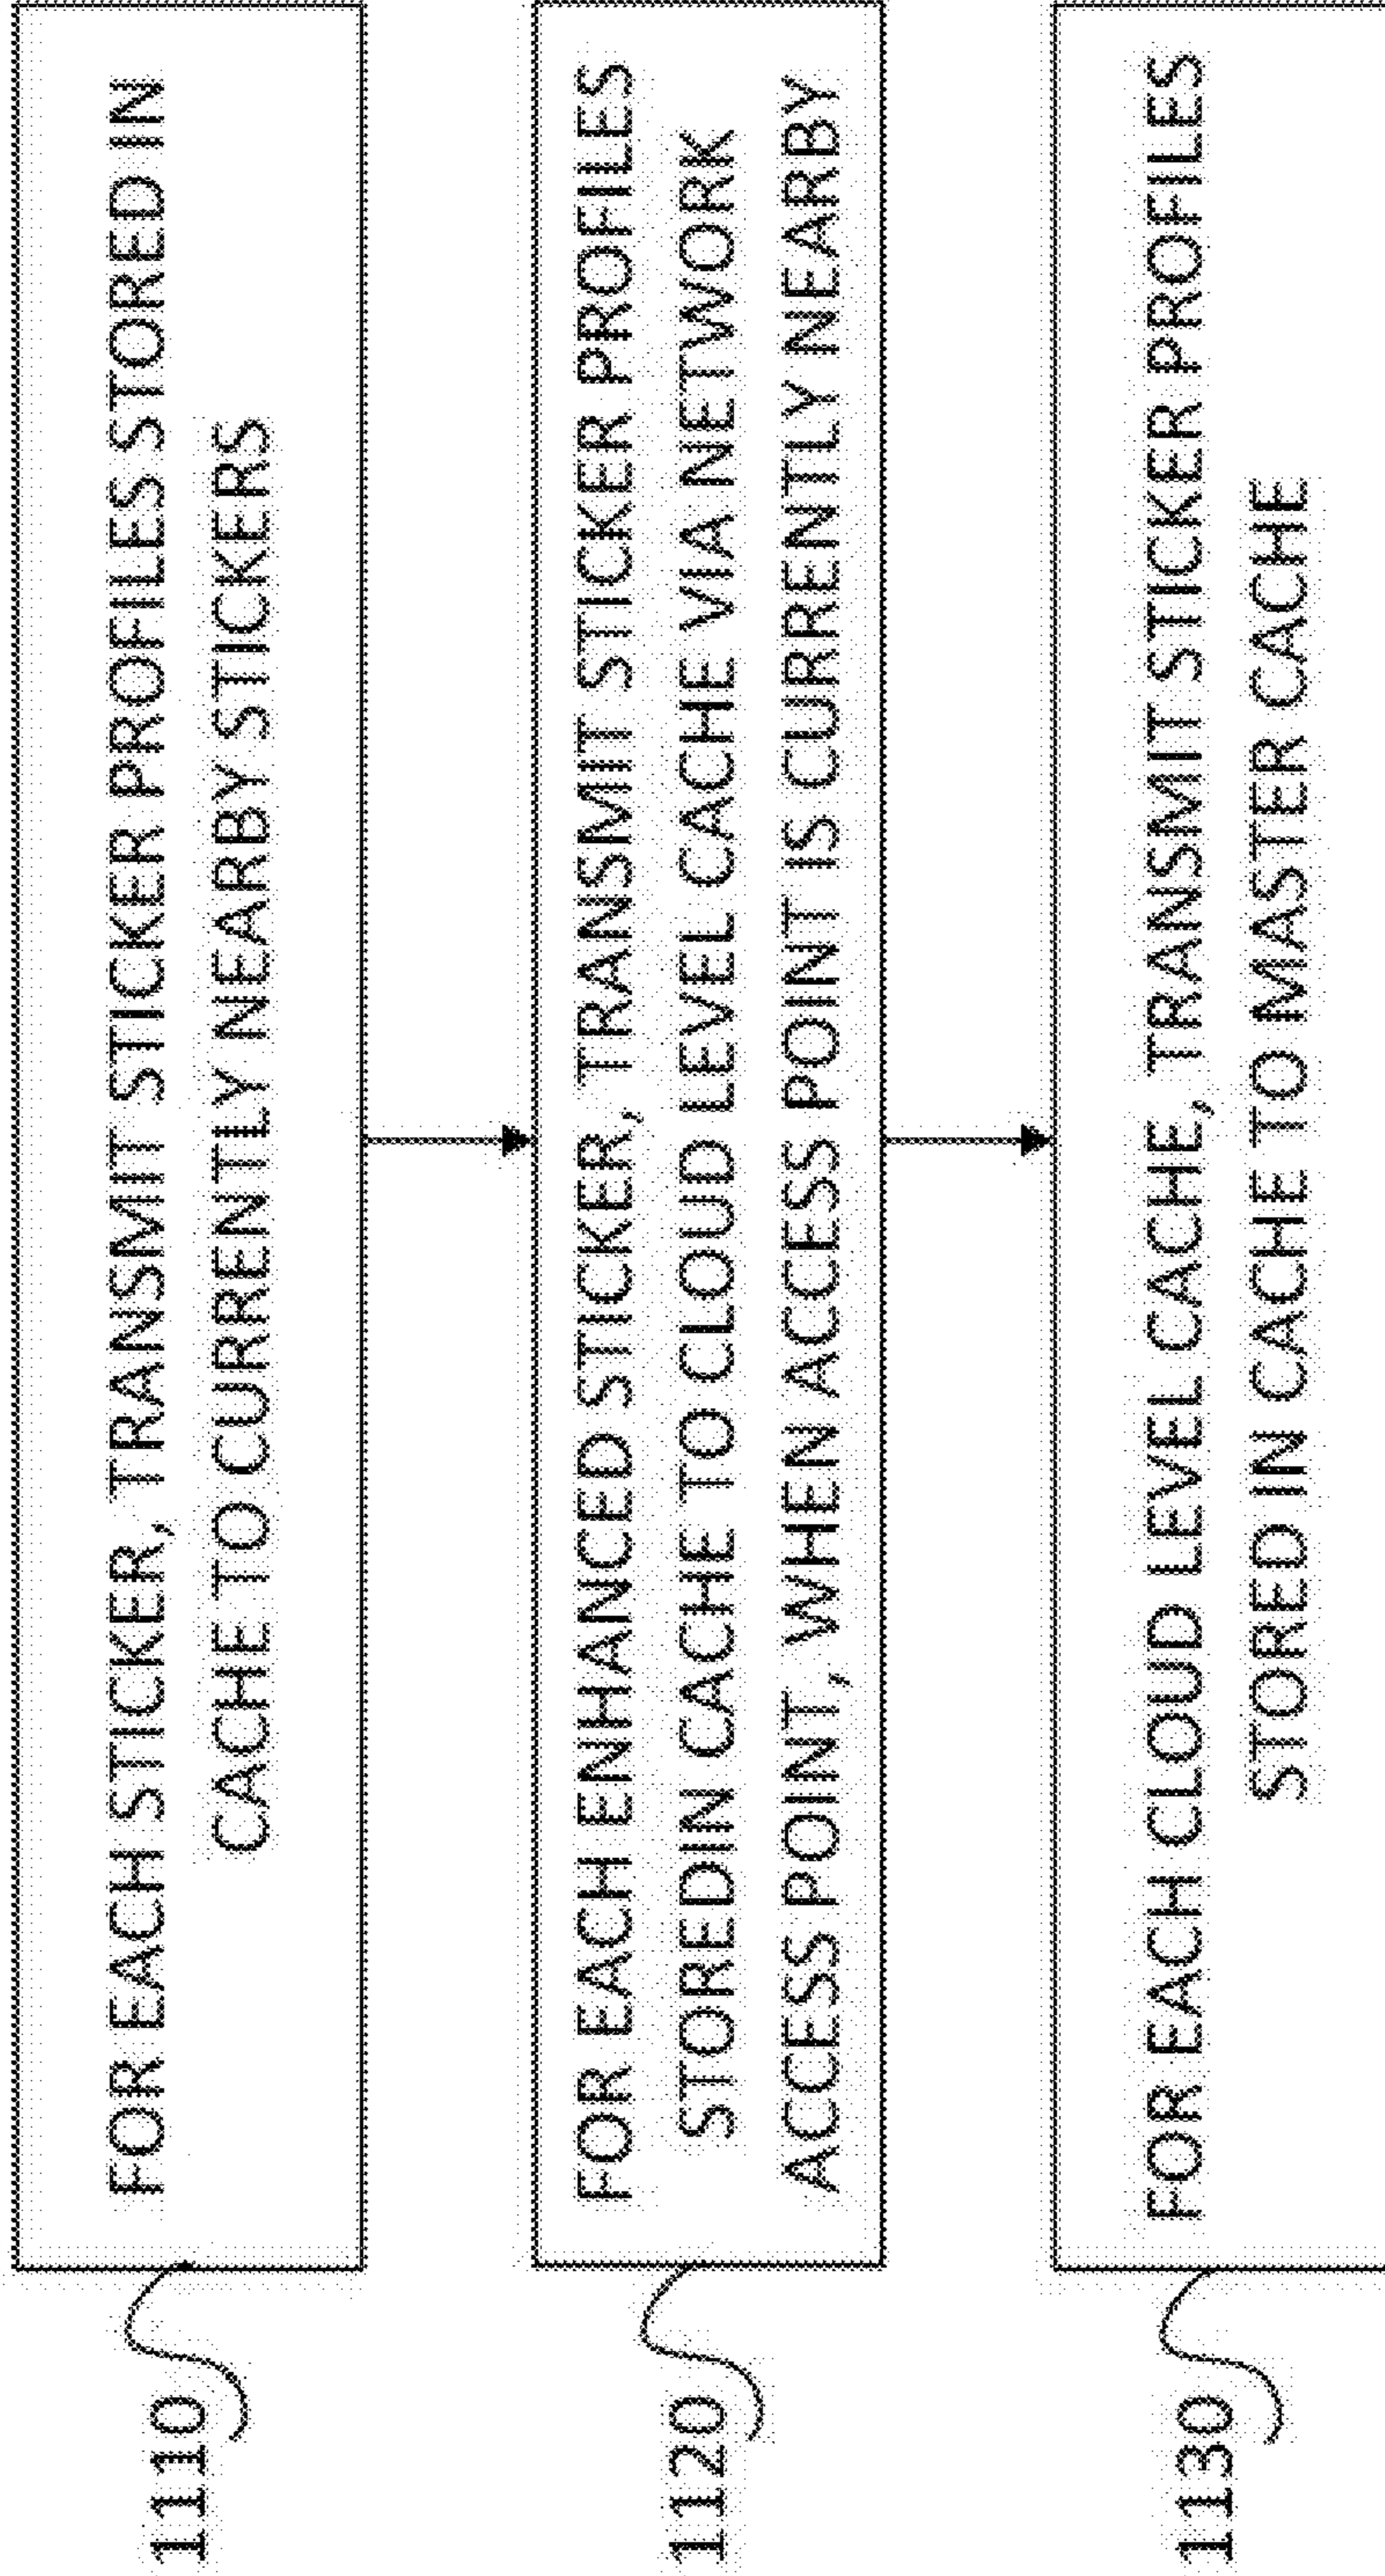 1110
FOR EACH STICKER, TRANSMIT STICKER PROFILES STORED IN
CACHE TO CURRENTLY NEARBY STICKERS
1120
FOR EACH ENHANCED STICKER, TRANSMIT STICKER PROFILES
STOREDIN CACHE TO CLOUD LEVEL CACHE VIA NETWORK
ACCESS POINT, WHEN ACCESS POINT IS CURRENTLY NEARBY
1130
FOR EACH CLOUD LEVEL CACHE, TRANSMIT STICKER PROFILES
STORED IN CACHE TO MASTER CACHE